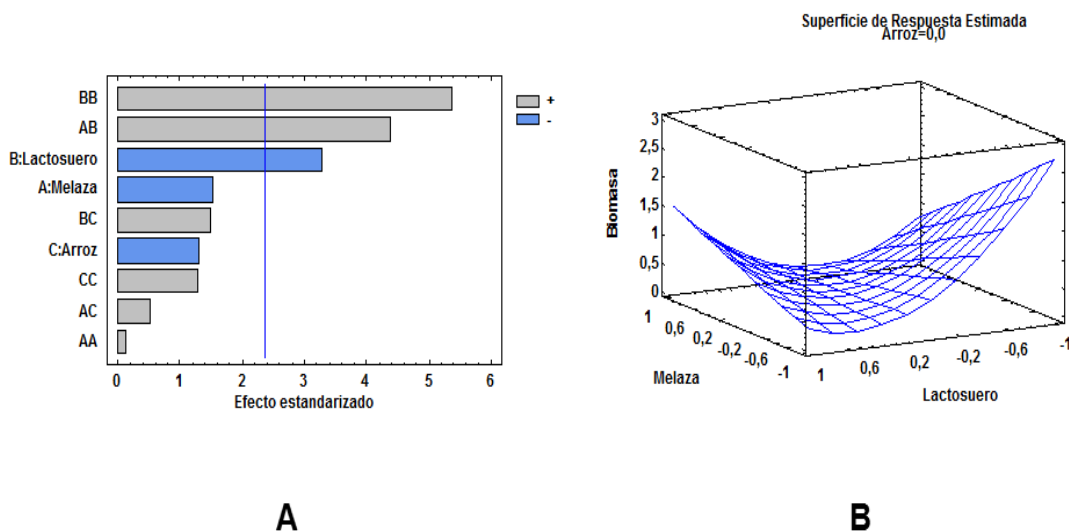 BB
AB
B:Lactosuero
A:Melaza
BC
C:Arroz
CC
AC
AA
0 1 2 3 4 5 6
Efecto estandarizado
+
-
A
Superficie de Respuesta Estimada
Arroz=0,0
Biomasa
3
2,5
2
1,5
1
0,5
0
1 0,6 0,2 -0,2 -0,6 -1
Melaza
1 0,6 0,2 -0,2 -0,6 -1
Lactosuero
B